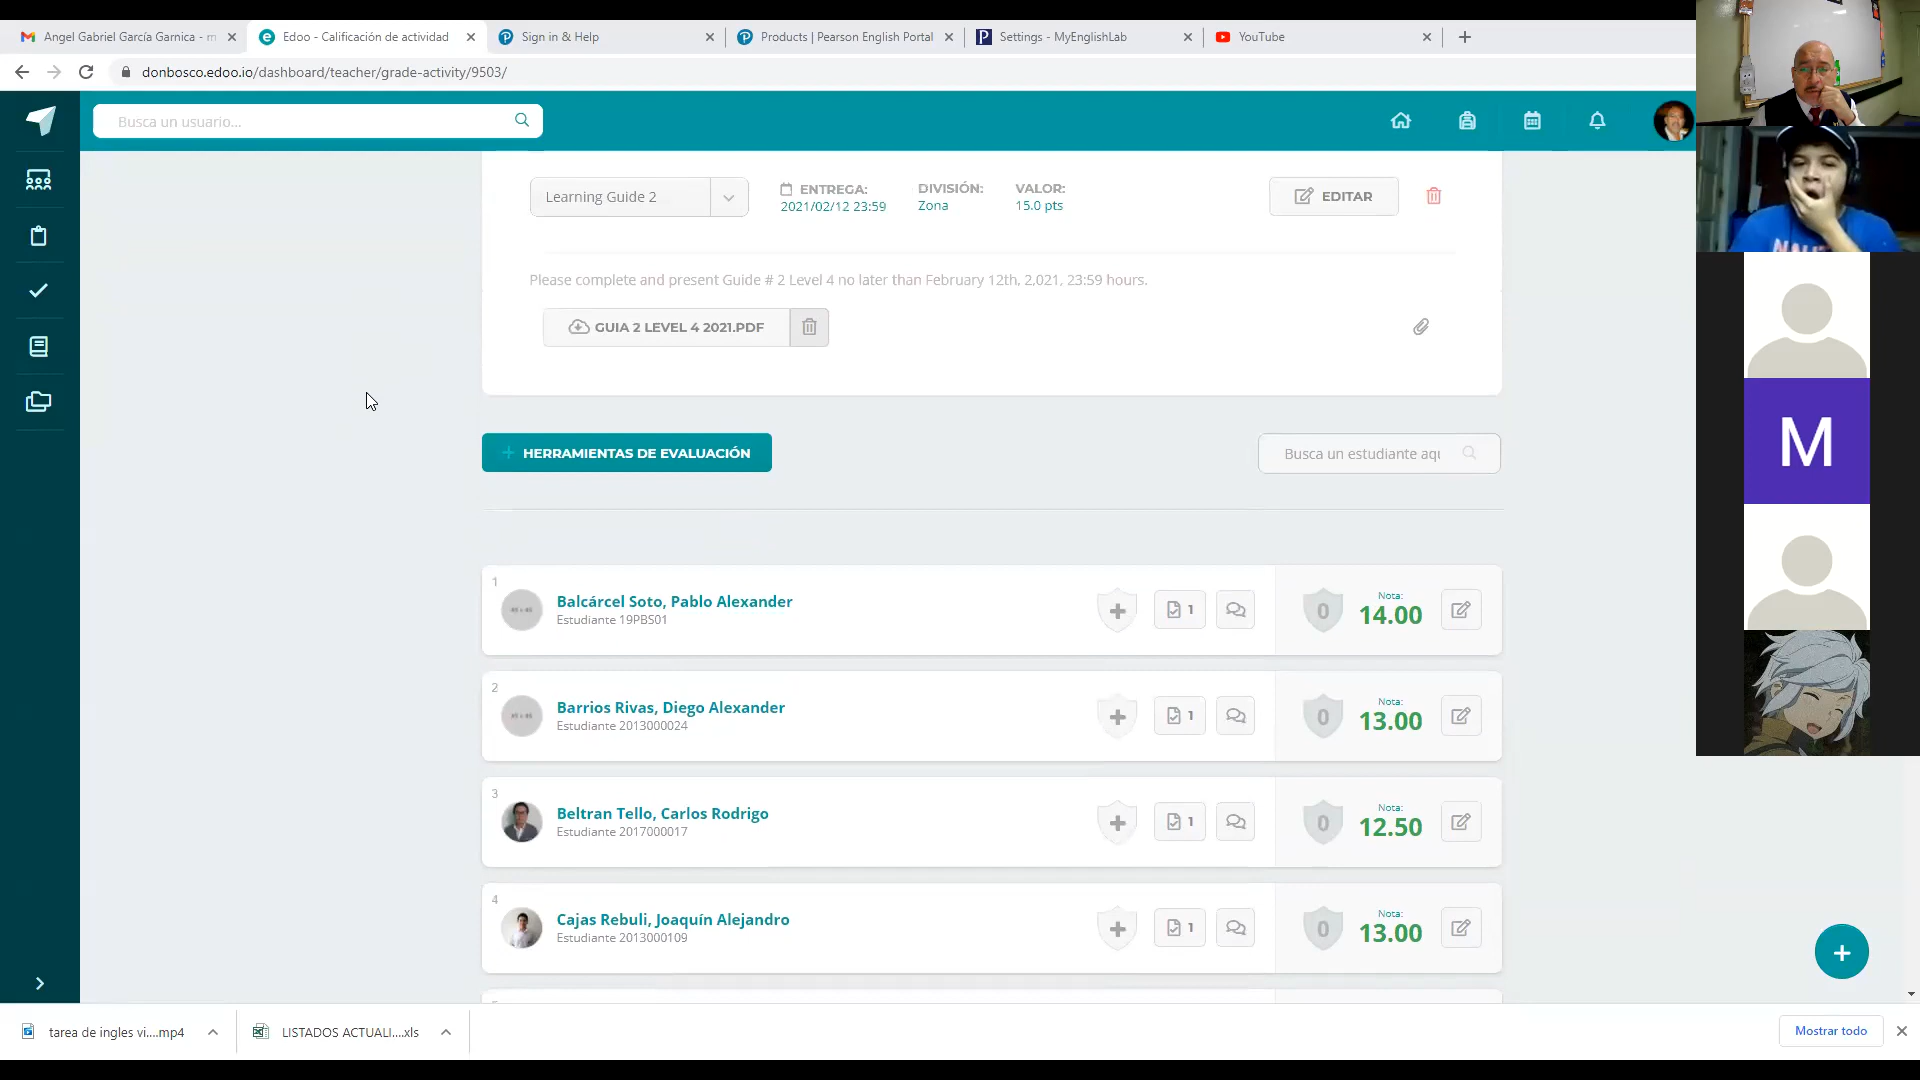 Angel Gabriel García Garnica - m
Edoo - Calificación de actividad
Sign in & Help
Products | Pearson English Portal
Settings - MyEnglishLab
YouTube
donbosco.edoo.io/dashboard/teacher/grade-activity/9503/
Busca un usuario...
Learning Guide 2
ENTREGA:
2021/02/12 23:59
DIVISIÓN:
Zona
VALOR:
15.0 pts
EDITAR
Please complete and present Guide # 2 Level 4 no later than February 12th, 2,021, 23:59 hours.
GUIA 2 LEVEL 4 2021.PDF
HERRAMIENTAS DE EVALUACIÓN
Busca un estudiante aqu
1
Balcárcel Soto, Pablo Alexander
Estudiante 19PBS01
1
0
Nota:
14.00
2
Barrios Rivas, Diego Alexander
Estudiante 2013000024
1
0
Nota:
13.00
3
Beltran Tello, Carlos Rodrigo
Estudiante 2017000017
1
0
Nota:
12.50
4
Cajas Rebuli, Joaquín Alejandro
Estudiante 2013000109
1
0
Nota:
13.00
M
tarea de ingles vi....mp4
LISTADOS ACTUALI....xls
Mostrar todo